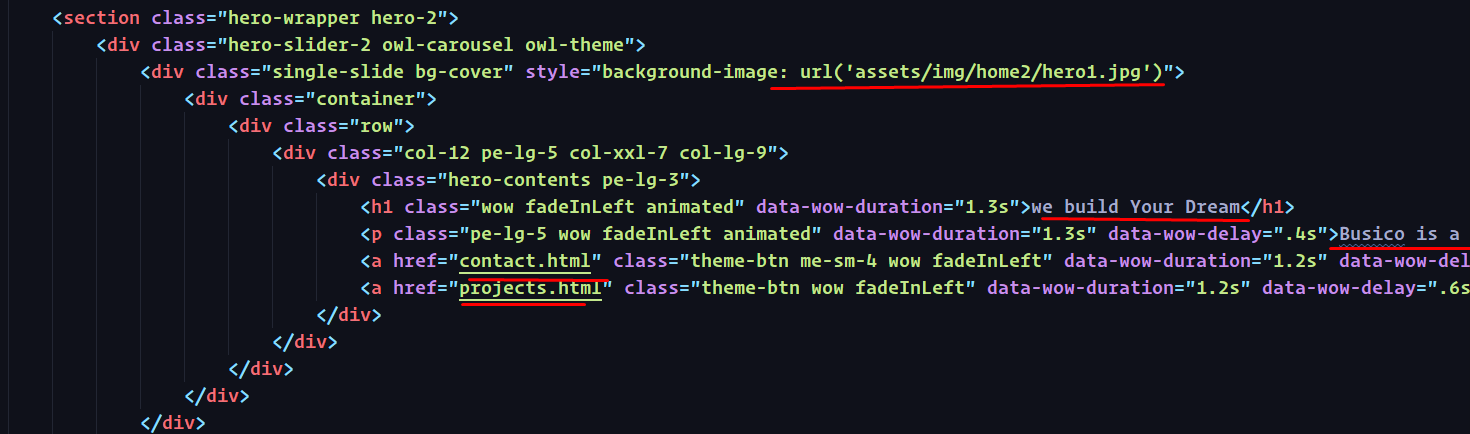 <section class="hero-wrapper hero-2">
<div class="hero-slider-2 owl-carousel owl-theme">
<div class="single-slide bg-cover" style="background-image: url('assets/img/home2/hero1.jpg')">
<div class="container">
<div class="row">
<div class="col-12 pe-lg-5 col-xxl-7 col-lg-9">
<div class="hero-contents pe-lg-3">
<h1 class="wow fadeInLeft animated" data-wow-duration="1.3s">we build Your Dream</h1>
<p class="pe-lg-5 wow fadeInLeft animated" data-wow-duration="1.3s" data-wow-delay=".4s">Busico is a
<a href="contact.html" class="theme-btn me-sm-4 wow fadeInLeft" data-wow-duration="1.2s" data-wow-del
<a href="projects.html" class="theme-btn wow fadeInLeft" data-wow-duration="1.2s" data-wow-delay=".6s
</div>
</div>
</div>
</div>
</div>